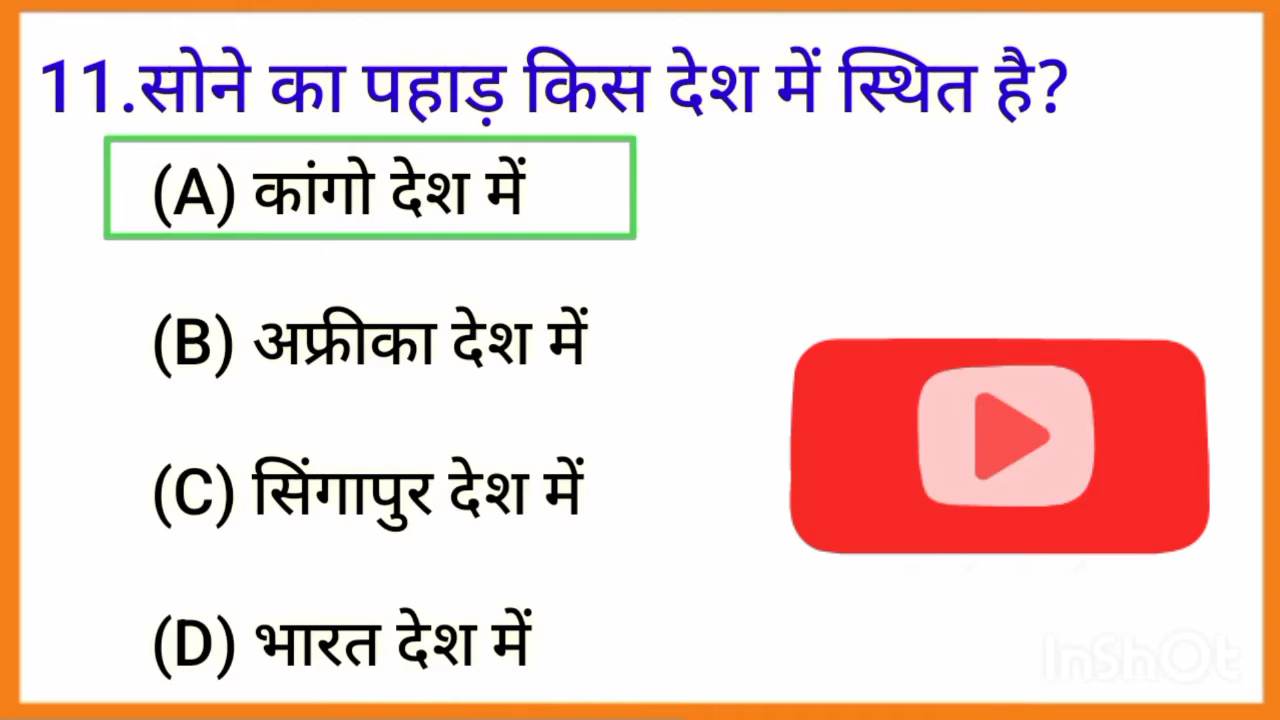 11.सोने का पहाड़ किस देश में स्थित है?
(A) कांगो देश में
(B) अफ्रीका देश में
(C) सिंगापुर देश में
(D) भारत देश में
InShOt